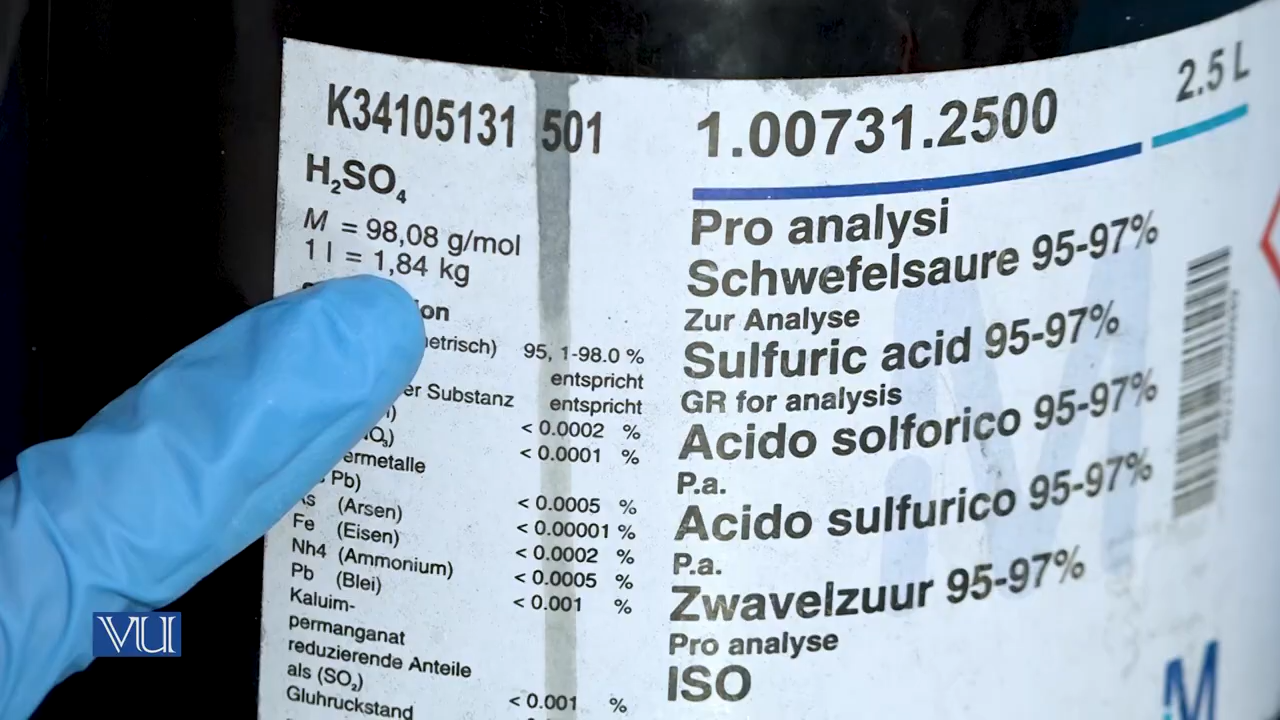 K34105131 501
H₂SO₄
M = 98,08 g/mol
1 l = 1,84 kg
on
etrisch) 95, 1-98.0 %
entspricht
er Substanz entspricht
< 0.0002 %
< 0.0001 %
ermetalle
Pb) < 0.0005 %
(Arsen) < 0.00001 %
Fe (Eisen) < 0.0002 %
Nh4 (Ammonium) < 0.0005 %
Pb (Blei) < 0.001 %
Kaluim-
permanganat
reduzierende Anteile
als (SO₂) < 0.001 %
Gluhruckstand
1.00731.2500
2.5 L
Pro analysi
Schwefelsaure 95-97%
Zur Analyse
Sulfuric acid 95-97%
GR for analysis
Acido solforico 95-97%
P.a.
Acido sulfurico 95-97%
P.a.
Zwavelzuur 95-97%
Pro analyse
ISO
M
VU